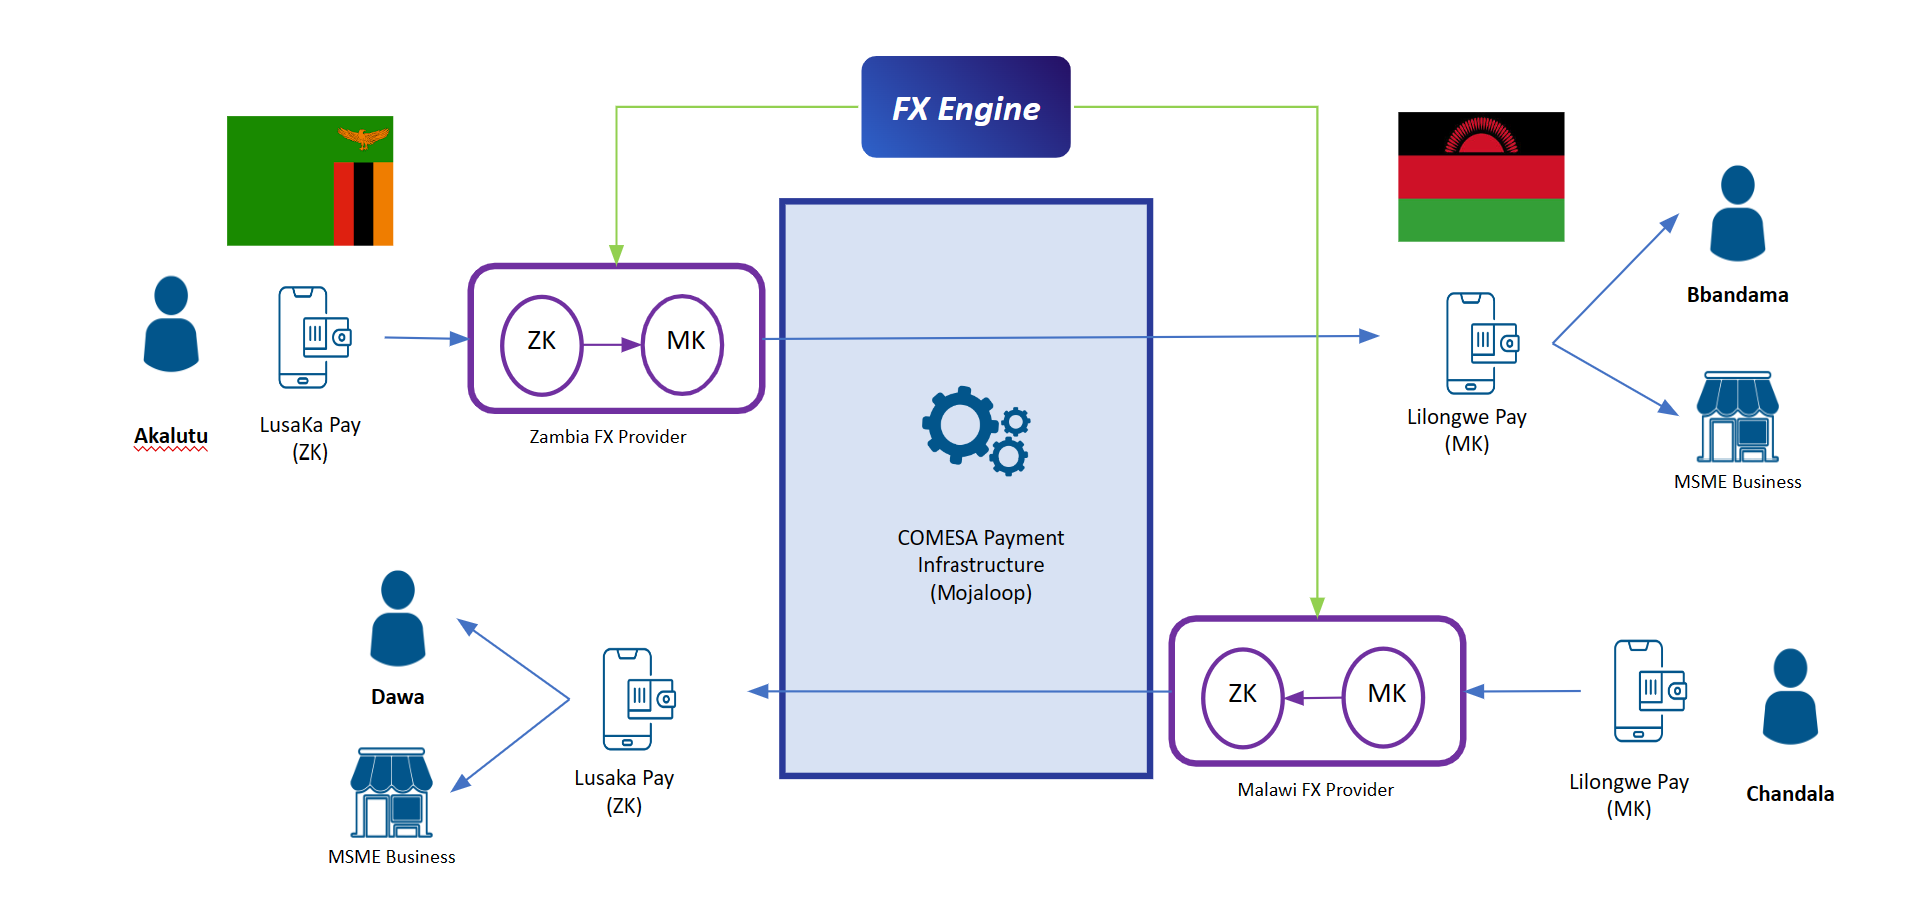 FX Engine
ZK
MK
Zambia FX Provider
Akalutu
LusaKa Pay
(ZK)
Bbandama
Lilongwe Pay
(MK)
MSME Business
COMESA Payment
Infrastructure
(Mojaloop)
Dawa
Lusaka Pay
(ZK)
MSME Business
ZK
MK
Malawi FX Provider
Lilongwe Pay
(MK)
Chandala